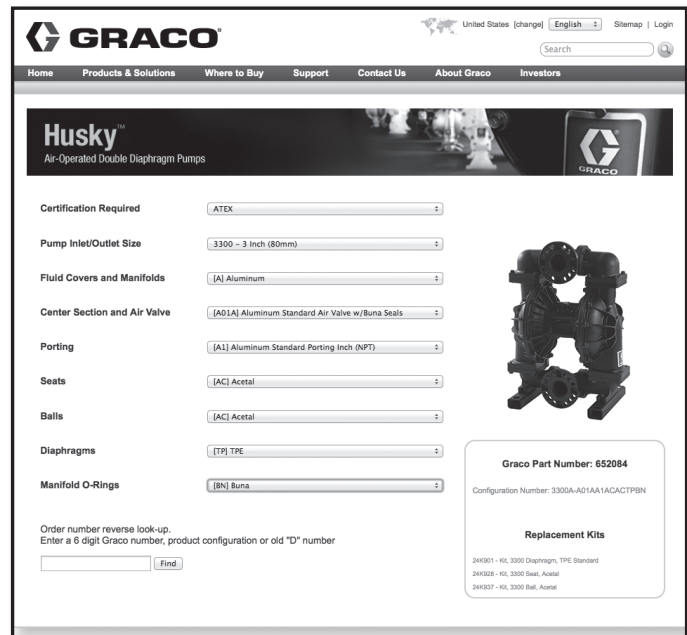 GRACO
United States [change] English Sitemap | Login
Search
Home Products & Solutions Where to Buy Support Contact Us About Graco Investors
Husky™
Air-Operated Double Diaphragm Pumps
GRACO
Certification Required ATEX
Pump Inlet/Outlet Size 3300 – 3 Inch (80mm)
Fluid Covers and Manifolds [A] Aluminum
Center Section and Air Valve [A01A] Aluminum Standard Air Valve w/Buna Seals
Porting [A1] Aluminum Standard Porting Inch (NPT)
Seats [AC] Acetal
Balls [AC] Acetal
Diaphragms [TP] TPE
Manifold O-Rings [BN] Buna
Order number reverse look-up.
Enter a 6 digit Graco number, product configuration or old "D" number
Find
Graco Part Number: 652084
Configuration Number: 3300A-A01AA1ACACTPBN
Replacement Kits
24K901 - Kit, 3300 Diaphragm, TPE Standard
24K928 - Kit, 3300 Seat, Acetal
24K937 - Kit, 3300 Ball, Acetal